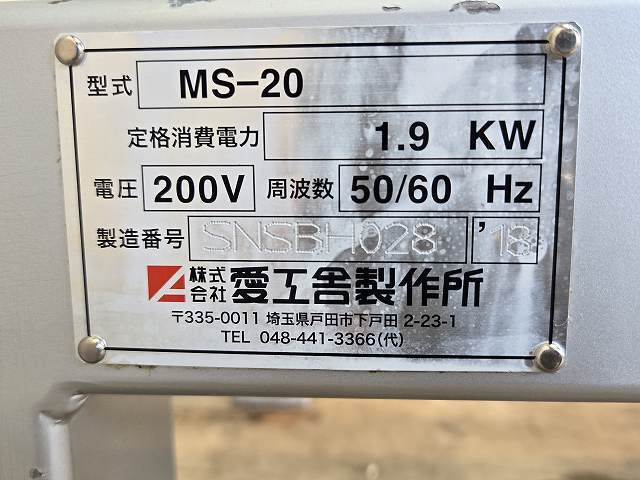 型式 MS-20
定格消費電力 1.9 KW
電圧 200V 周波数 50/60 Hz
製造番号 SNSBH028 '18
株式会社 愛工舎製作所
〒335-0011 埼玉県戸田市下戸田 2-23-1
TEL 048-441-3366(代)